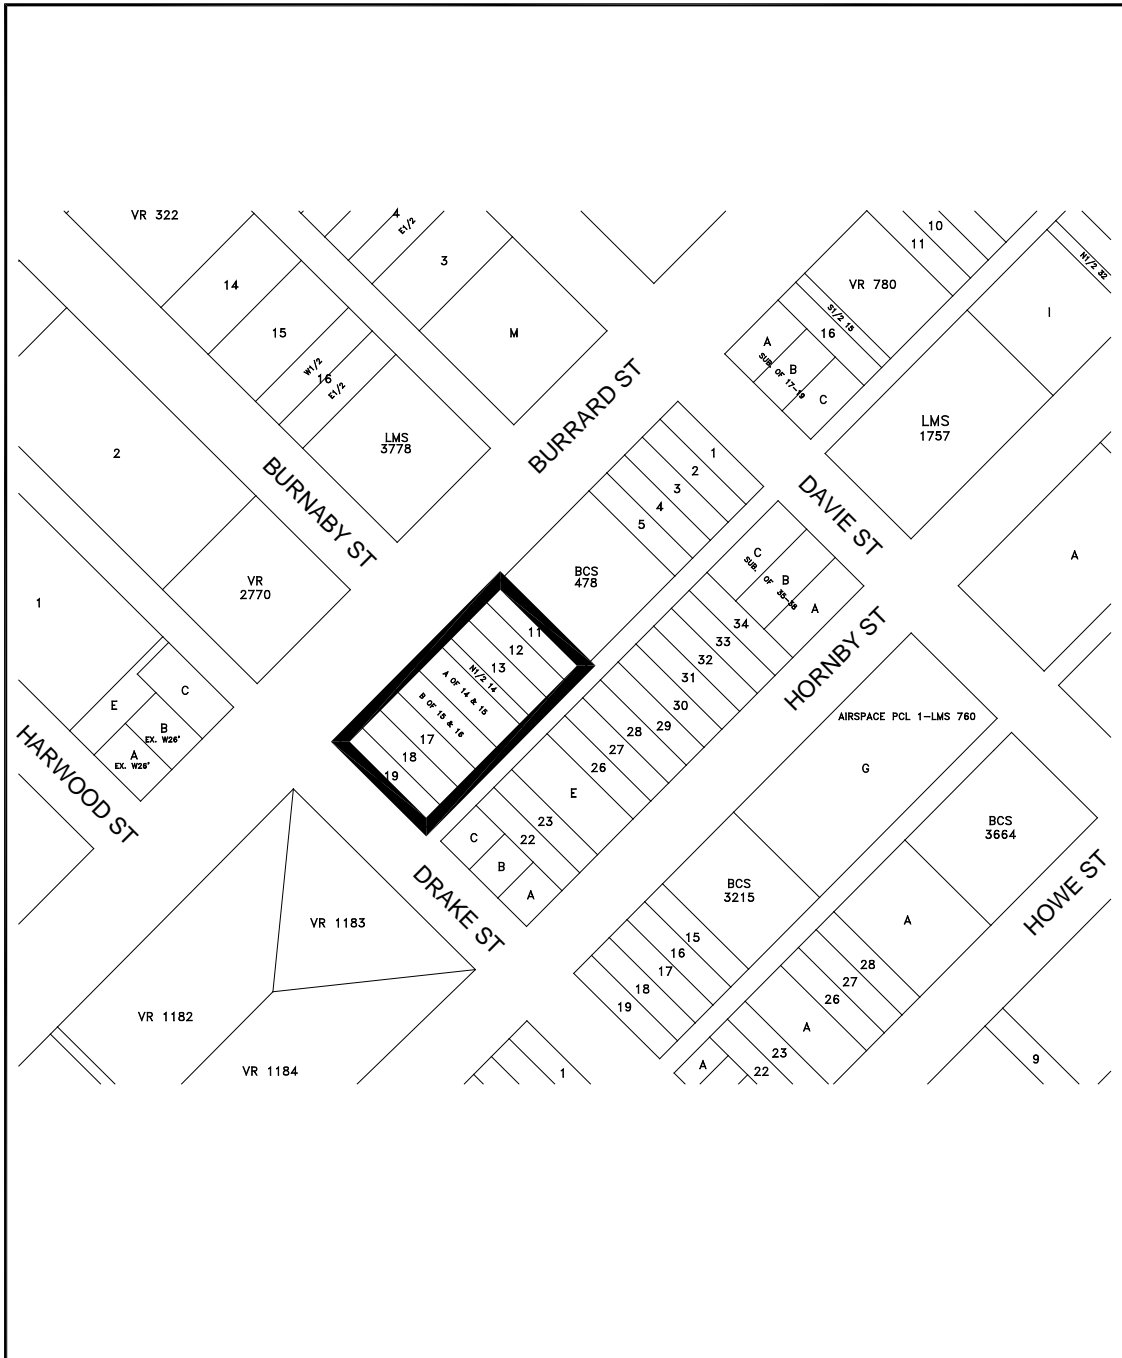 VR 322
4
E1/2
3
14
15
M
W1/2
16
E1/2
LMS
3778
2
BURNABY ST
BURRARD ST
10
11
VR 780
N1/2 32
I
S1/2 15
16
A
B
C
SUB. OF 17-19
LMS
1757
1
2
3
4
5
DAVIE ST
BCS
478
C
B
A
SUB. OF 35-38
A
VR
2770
1
11
12
13
N1/2 14
A OF 14 & 15
B OF 15 & 16
17
18
19
34
33
32
31
30
29
28
27
26
E
23
22
C
B
A
HORNBY ST
AIRSPACE PCL 1-LMS 760
G
E
C
B
EX. W26'
A
EX. W26'
HARWOOD ST
DRAKE ST
BCS
3664
BCS
3215
HOWE ST
A
VR 1183
VR 1182
VR 1184
15
16
17
18
19
28
27
26
A
23
22
A
1
9